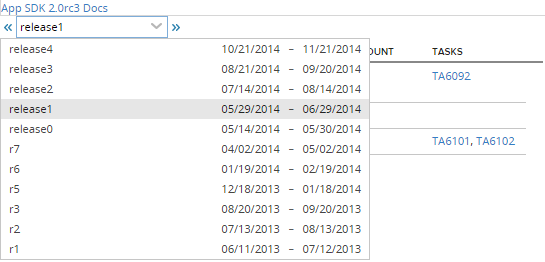 App SDK 2.0rc3 Docs
« release1 »
OUNT TASKS
release4 10/21/2014 – 11/21/2014
release3 08/21/2014 – 09/20/2014
TA6092
release2 07/14/2014 – 08/14/2014
release1 05/29/2014 – 06/29/2014
release0 05/14/2014 – 05/30/2014
TA6101, TA6102
r7 04/02/2014 – 05/02/2014
r6 01/19/2014 – 02/19/2014
r5 12/18/2013 – 01/18/2014
r3 08/20/2013 – 09/20/2013
r2 07/13/2013 – 08/13/2013
r1 06/11/2013 – 07/12/2013